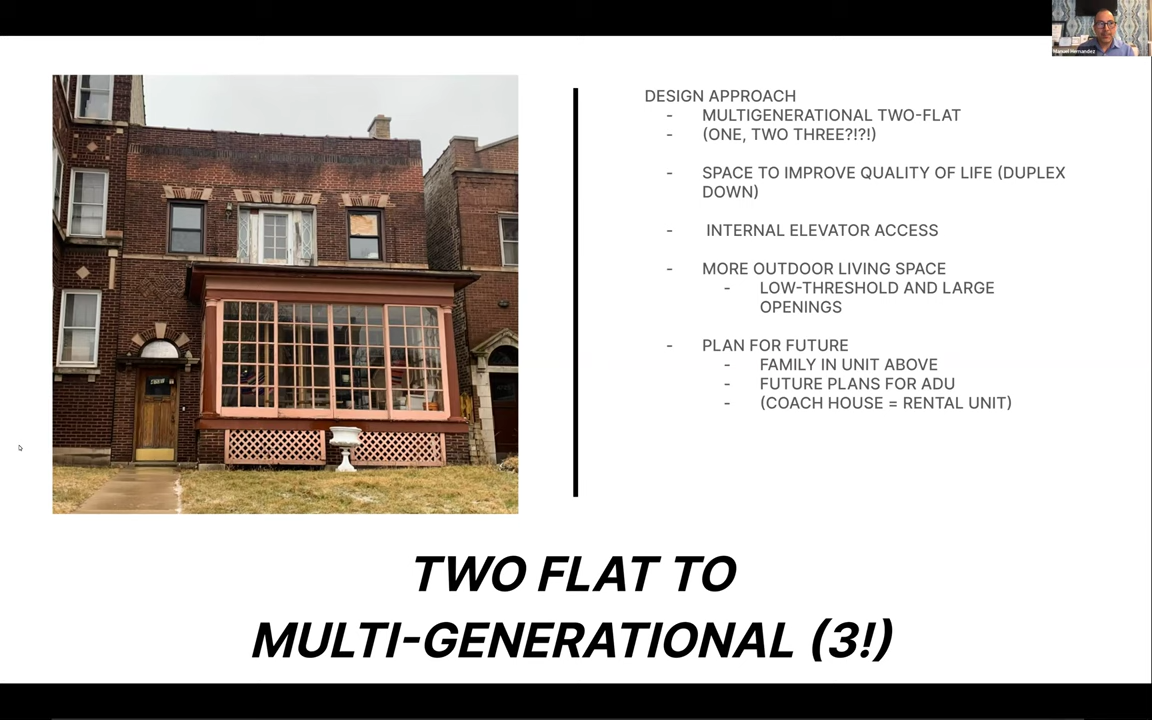 Manuel Hernandez
DESIGN APPROACH
- MULTIGENERATIONAL TWO-FLAT
- (ONE, TWO THREE?!?!)
- SPACE TO IMPROVE QUALITY OF LIFE (DUPLEX
DOWN)
- INTERNAL ELEVATOR ACCESS
- MORE OUTDOOR LIVING SPACE
- LOW-THRESHOLD AND LARGE
OPENINGS
- PLAN FOR FUTURE
- FAMILY IN UNIT ABOVE
- FUTURE PLANS FOR ADU
- (COACH HOUSE = RENTAL UNIT)
TWO FLAT TO
MULTI-GENERATIONAL (3!)